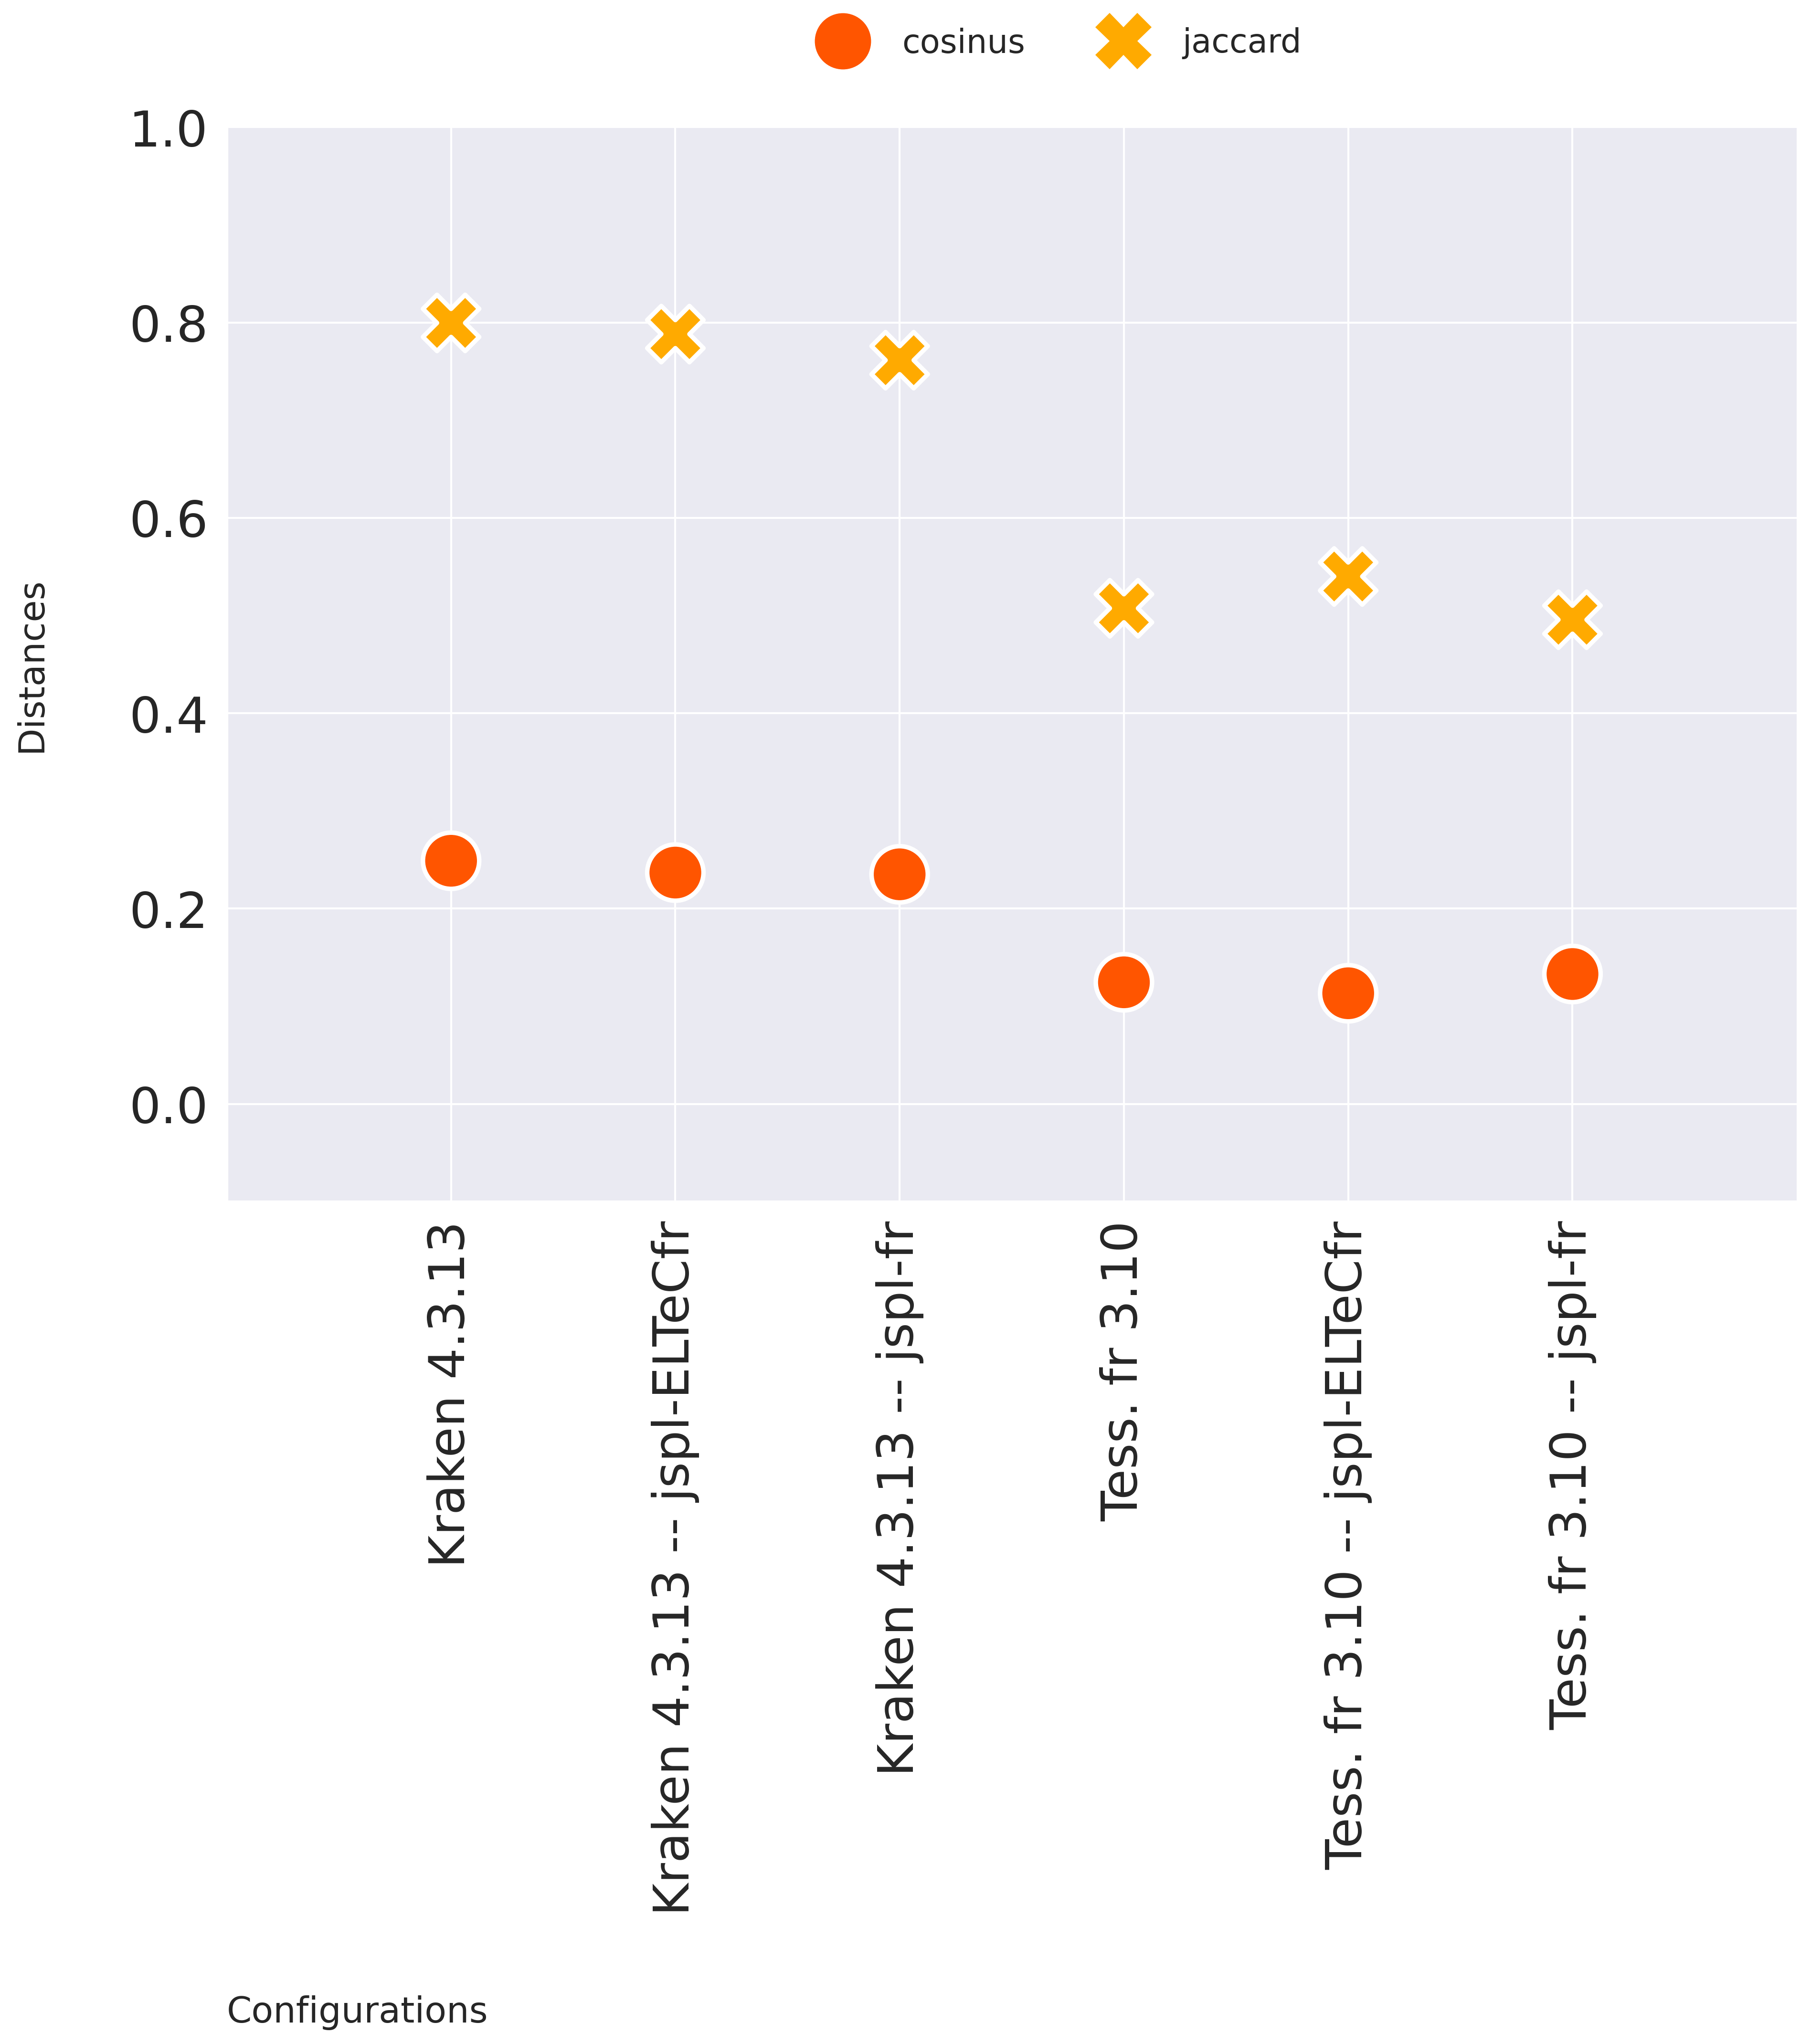 cosinus
jaccard
1.0
0.8
0.6
0.4
0.2
0.0
Distances
Kraken 4.3.13
Kraken 4.3.13 -- jspl-ELTeCfr
Kraken 4.3.13 -- jspl-fr
Tess. fr 3.10
Tess. fr 3.10 -- jspl-ELTeCfr
Tess. fr 3.10 -- jspl-fr
Configurations